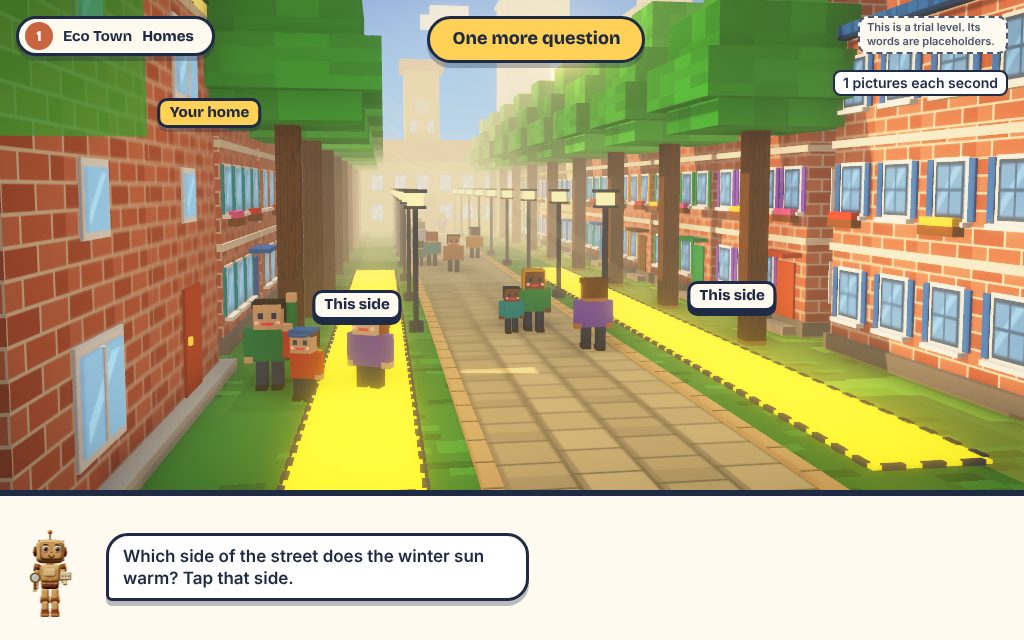 1 Eco Town Homes
One more question
This is a trial level. Its
words are placeholders.
1 pictures each second
Your home
This side
This side
Which side of the street does the winter sun
warm? Tap that side.